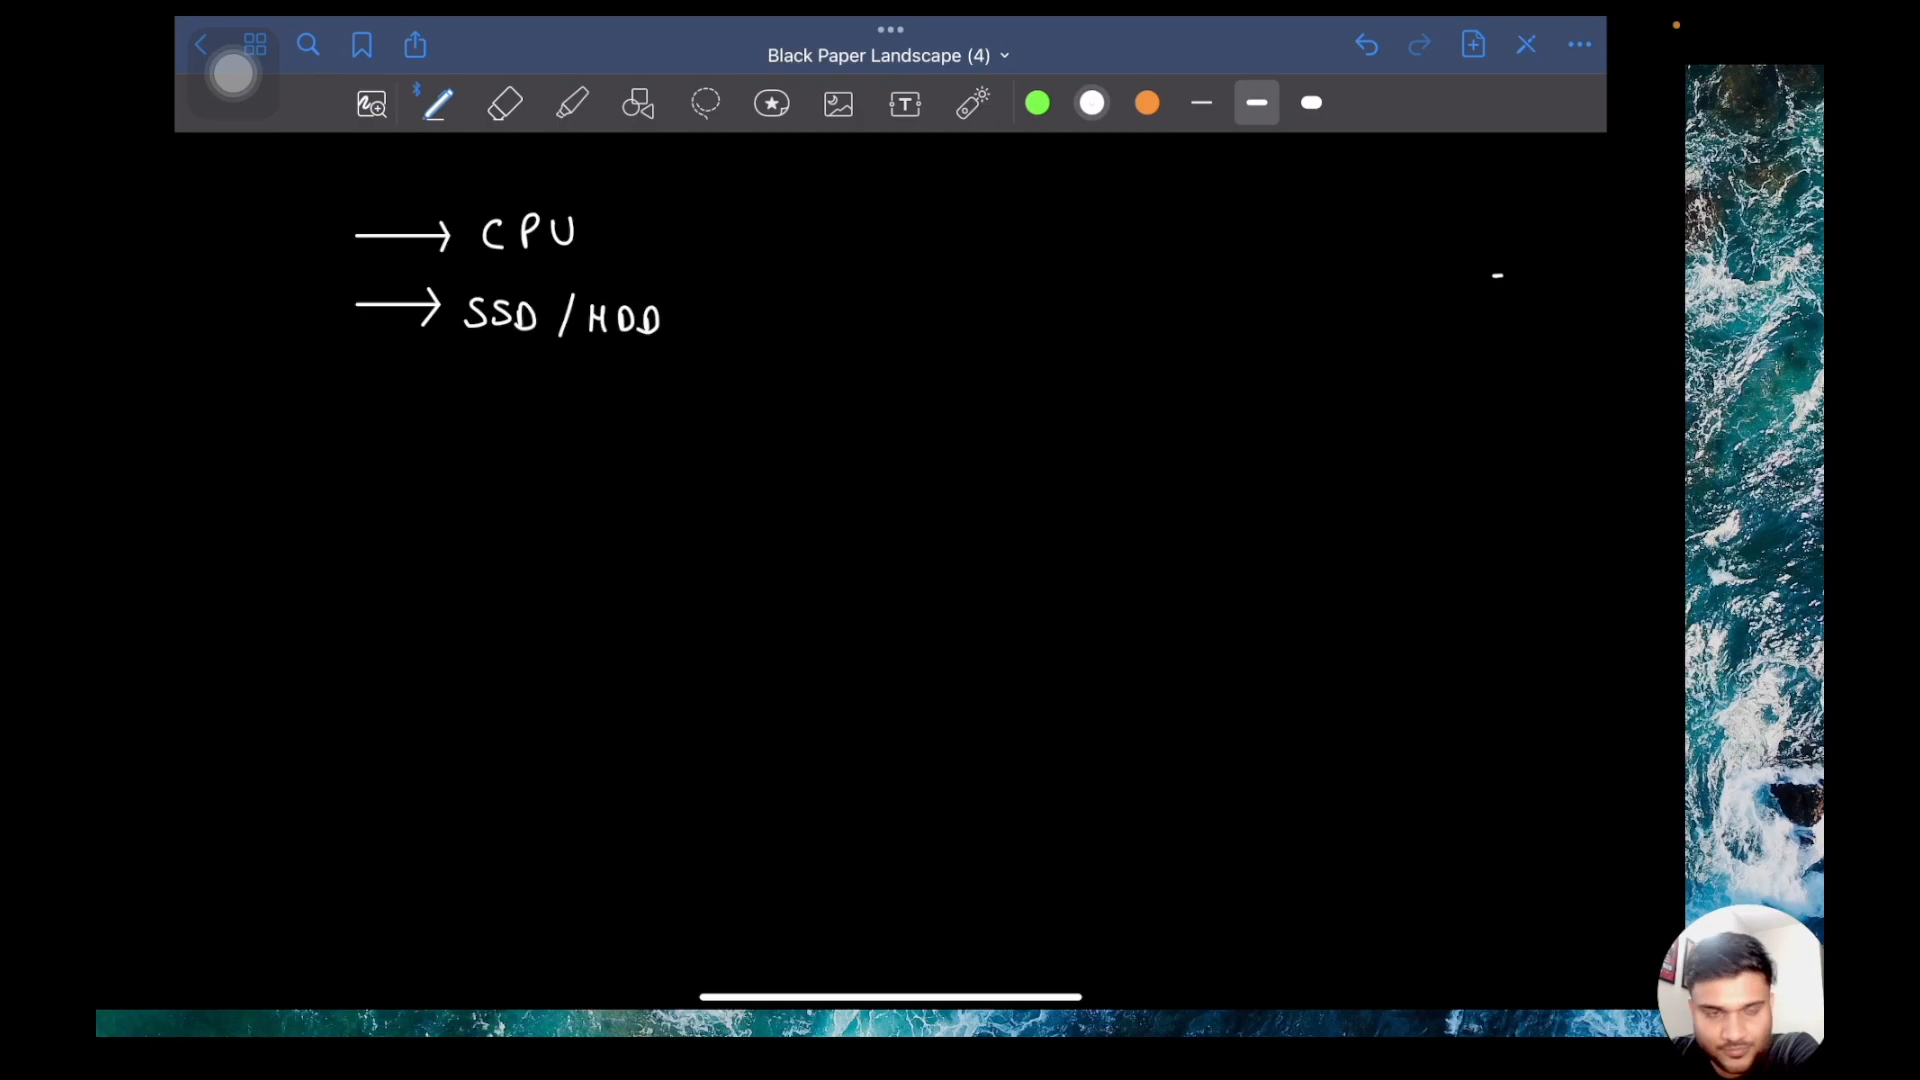 Black Paper Landscape (4)
→ CPU
→ SSD / HDD